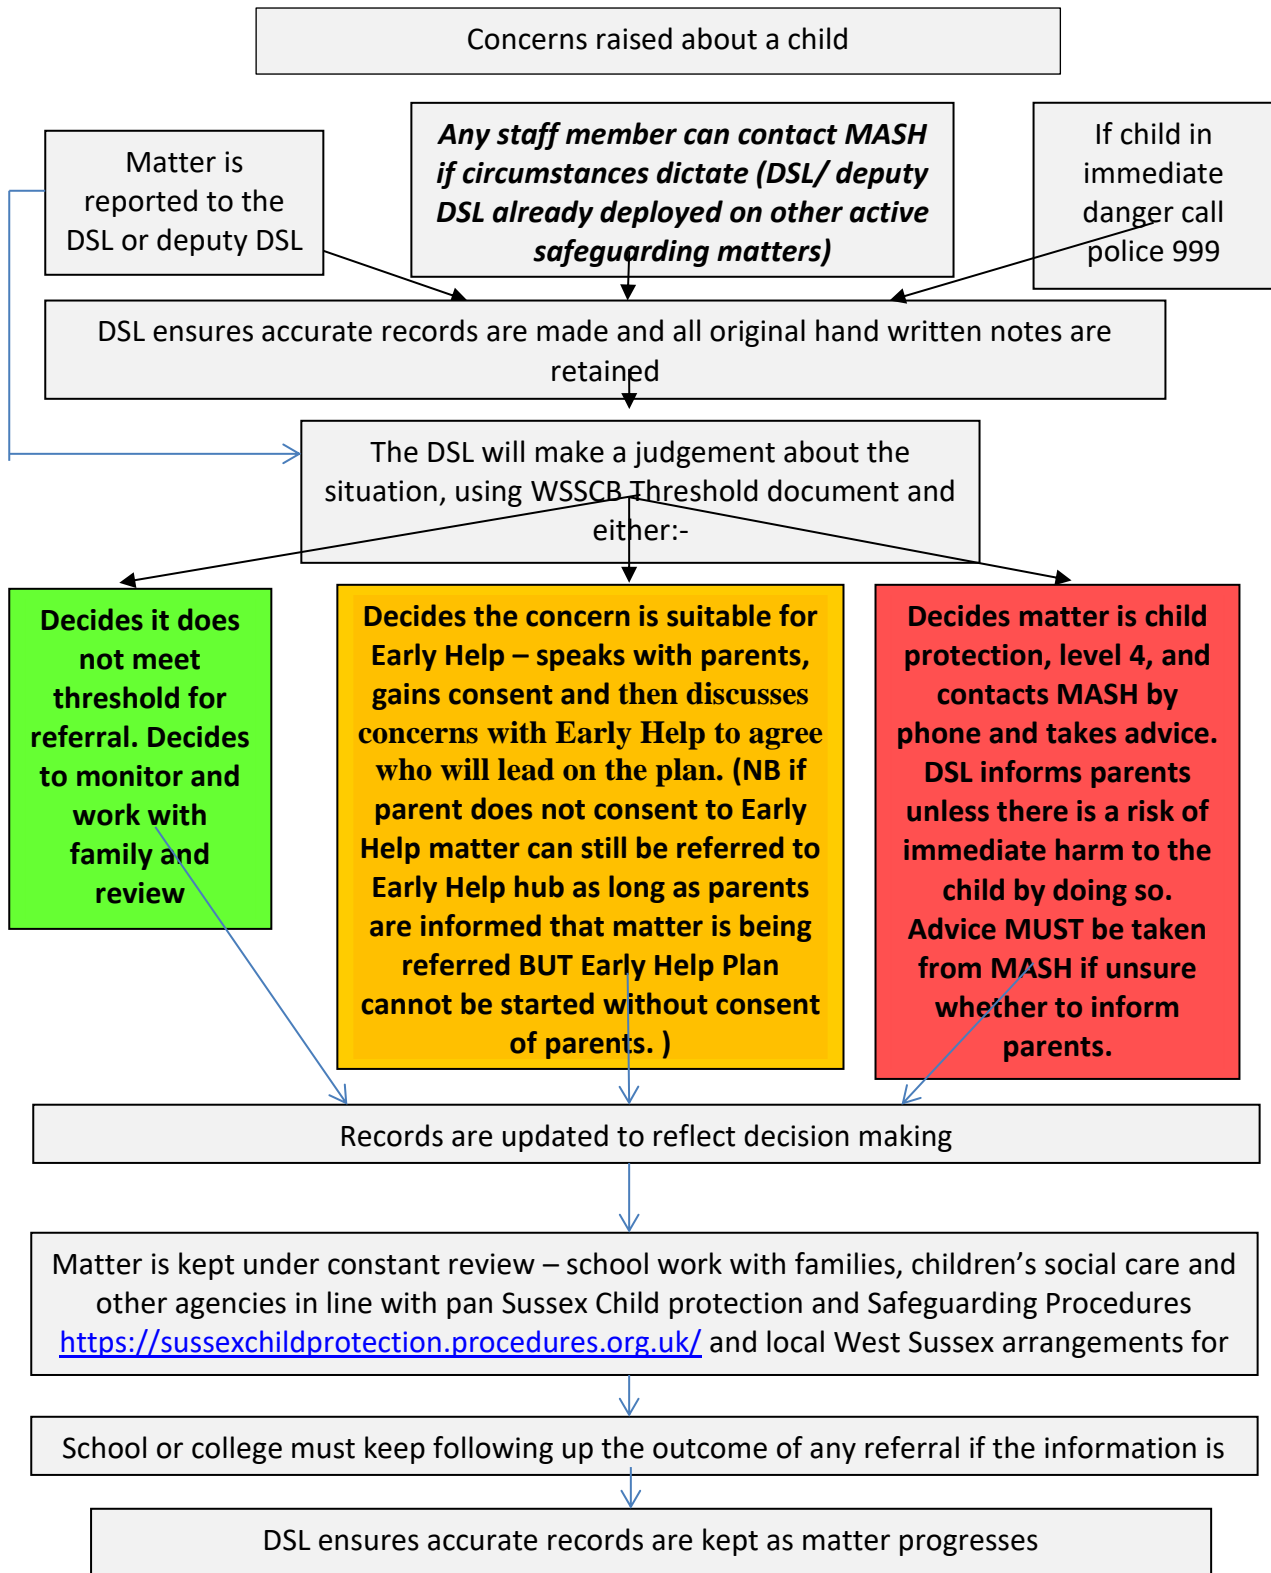 Concerns raised about a child
Matter is
reported to the
DSL or deputy DSL
Any staff member can contact MASH
if circumstances dictate (DSL/ deputy
DSL already deployed on other active
safeguarding matters)
If child in
immediate
danger call
police 999
DSL ensures accurate records are made and all original hand written notes are
retained
The DSL will make a judgement about the
situation, using WSSCB Threshold document and
either:-
Decides it does
not meet
threshold for
referral. Decides
to monitor and
work with
family and
review
Decides the concern is suitable for
Early Help – speaks with parents,
gains consent and then discusses
concerns with Early Help to agree
who will lead on the plan. (NB if
parent does not consent to Early
Help matter can still be referred to
Early Help hub as long as parents
are informed that matter is being
referred BUT Early Help Plan
cannot be started without consent
of parents. )
Decides matter is child
protection, level 4, and
contacts MASH by
phone and takes advice.
DSL informs parents
unless there is a risk of
immediate harm to the
child by doing so.
Advice MUST be taken
from MASH if unsure
whether to inform
parents.
Records are updated to reflect decision making
Matter is kept under constant review – school work with families, children’s social care and
other agencies in line with pan Sussex Child protection and Safeguarding Procedures
https://sussexchildprotection.procedures.org.uk/ and local West Sussex arrangements for
School or college must keep following up the outcome of any referral if the information is
DSL ensures accurate records are kept as matter progresses